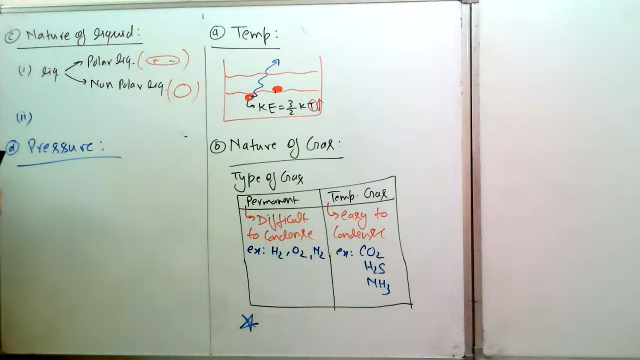 ⓒ Nature of liquid:
(i) liq → Polar liq. (+ -)
→ Non Polar liq ( )
(ii)
ⓓ Pressure:
ⓐ Temp:
KE = 3/2 KT ↑
ⓑ Nature of Gas:
Type of Gas
Permanent | Temp. Gas
↳ Difficult | ↳ easy to
to Condense | Condense
ex: H₂, O₂, N₂ | ex: CO₂
H₂S
NH₃